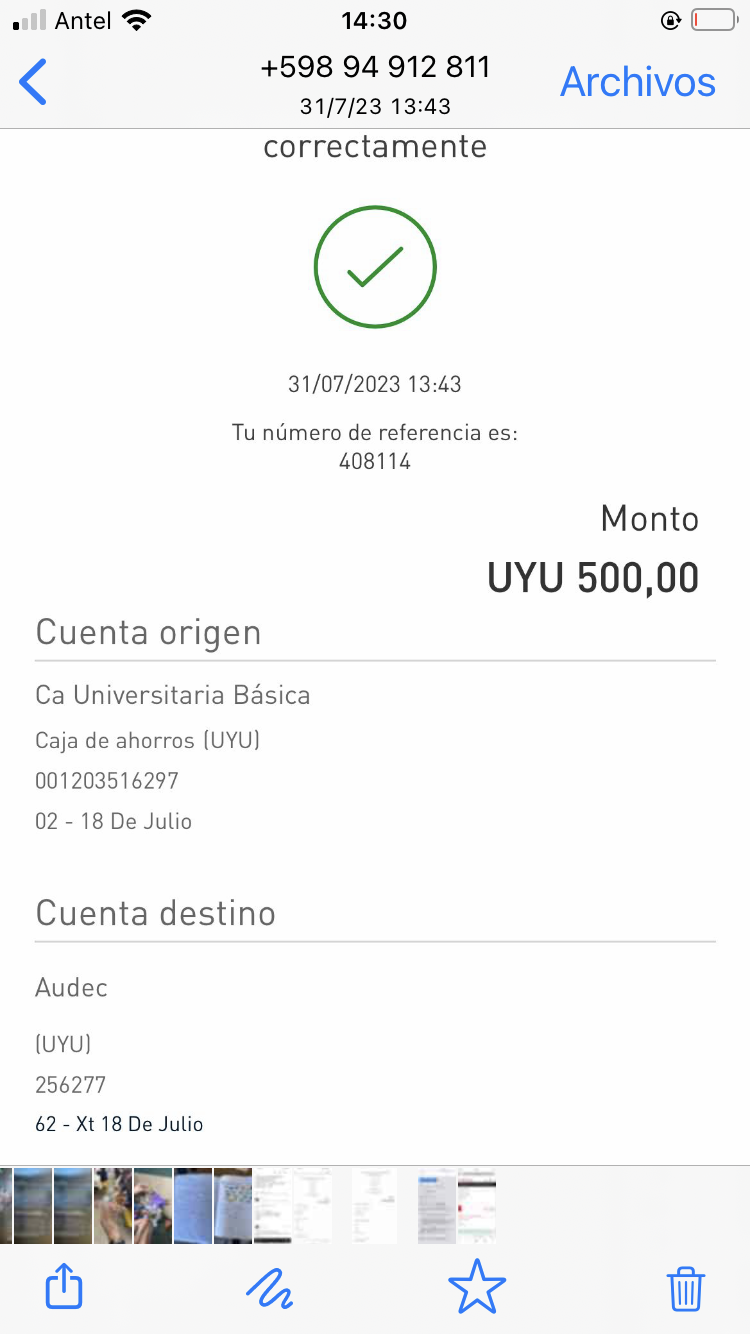 Antel
14:30
+598 94 912 811
31/7/23 13:43
Archivos
correctamente
31/07/2023 13:43
Tu número de referencia es:
408114
Monto
UYU 500,00
Cuenta origen
Ca Universitaria Básica
Caja de ahorros (UYU)
001203516297
02 - 18 De Julio
Cuenta destino
Audec
(UYU)
256277
62 - Xt 18 De Julio